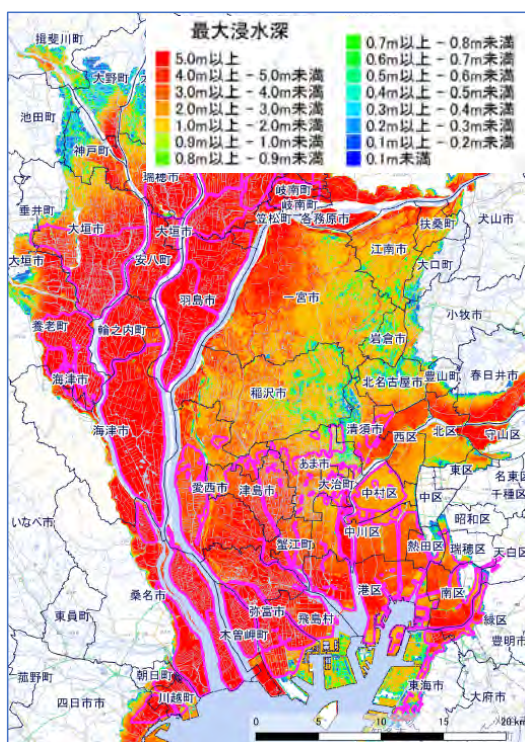 最大浸水深
5.0m以上
4.0m以上 - 5.0m未満
3.0m以上 - 4.0m未満
2.0m以上 - 3.0m未満
1.0m以上 - 2.0m未満
0.9m以上 - 1.0m未満
0.8m以上 - 0.9m未満
0.7m以上 - 0.8m未満
0.6m以上 - 0.7m未満
0.5m以上 - 0.6m未満
0.4m以上 - 0.5m未満
0.3m以上 - 0.4m未満
0.2m以上 - 0.3m未満
0.1m以上 - 0.2m未満
0.1m未満
揖斐川町
大野町
池田町
神戸町
瑞穂市
岐南町
岐南町
垂井町
笠松町
各務原市
扶桑町
犬山市
大垣市
大垣市
江南市
大口町
大垣市
安八町
羽島市
一宮市
小牧市
養老町
輪之内町
岩倉市
海津市
稲沢市
北名古屋市
豊山町
春日井市
海津市
清須市
西区
北区
守山区
あま市
東区
愛西市
津島市
大治町
中村区
中区
名東区
千種区
いなべ市
中川区
昭和区
蟹江町
熱田区
瑞穂区
天白区
桑名市
弥富市
飛島村
港区
南区
東員町
木曽岬町
緑区
豊明市
菰野町
朝日町
東海市
四日市市
川越町
大府市
0 5 10 15 20 km